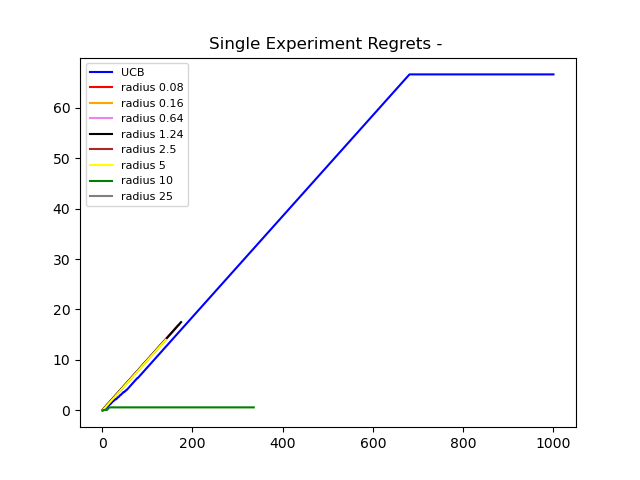 Single Experiment Regrets -
UCB
radius 0.08
radius 0.16
radius 0.64
radius 1.24
radius 2.5
radius 5
radius 10
radius 25
60
50
40
30
20
10
0
0 200 400 600 800 1000